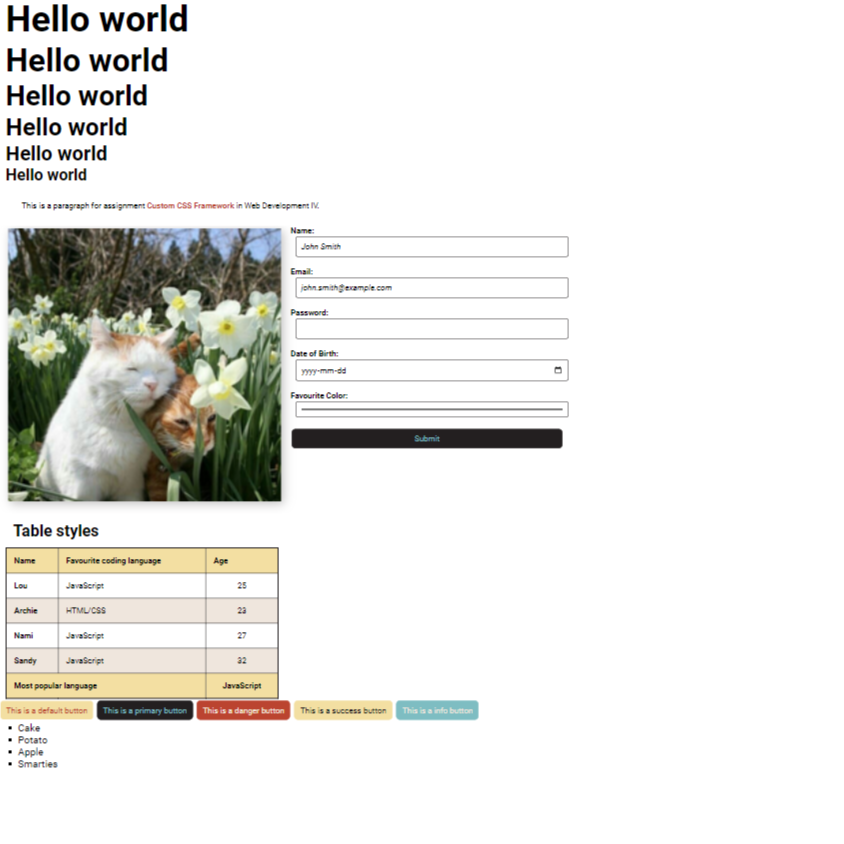 Hello world
Hello world
Hello world
Hello world
Hello world
Hello world
This is a paragraph for assignment Custom CSS Framework in Web Development IV.
Name:
John Smith
Email:
john.smith@example.com
Password:
Date of Birth:
yyyy-mm-dd
Favourite Color:
Submit
Table styles
Name Favourite coding language Age
Lou JavaScript 25
Archie HTML/CSS 23
Nami JavaScript 27
Sandy JavaScript 32
Most popular language JavaScript
This is a default button This is a primary button This is a danger button This is a success button This is a info button
Cake
Potato
Apple
Smarties